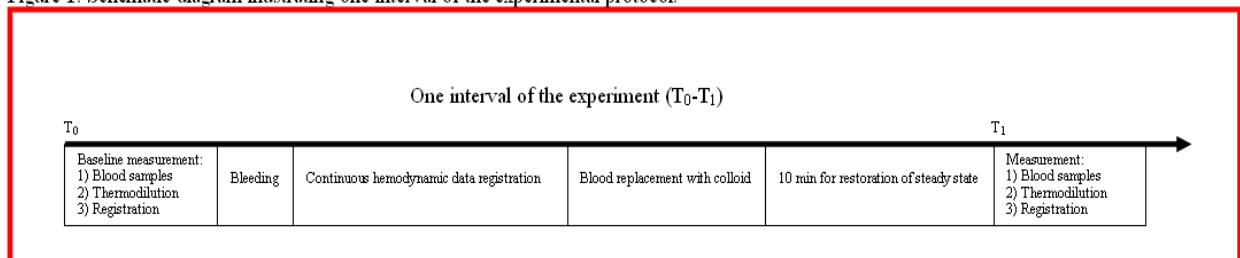 Figure 1. Schematic diagram illustrating one interval of the experimental protocol.
One interval of the experiment (T₀-T₁)
T₀
T₁
Baseline measurement:
1) Blood samples
2) Thermodilution
3) Registration
Bleeding
Continuous hemodynamic data registration
Blood replacement with colloid
10 min for restoration of steady state
Measurement:
1) Blood samples
2) Thermodilution
3) Registration